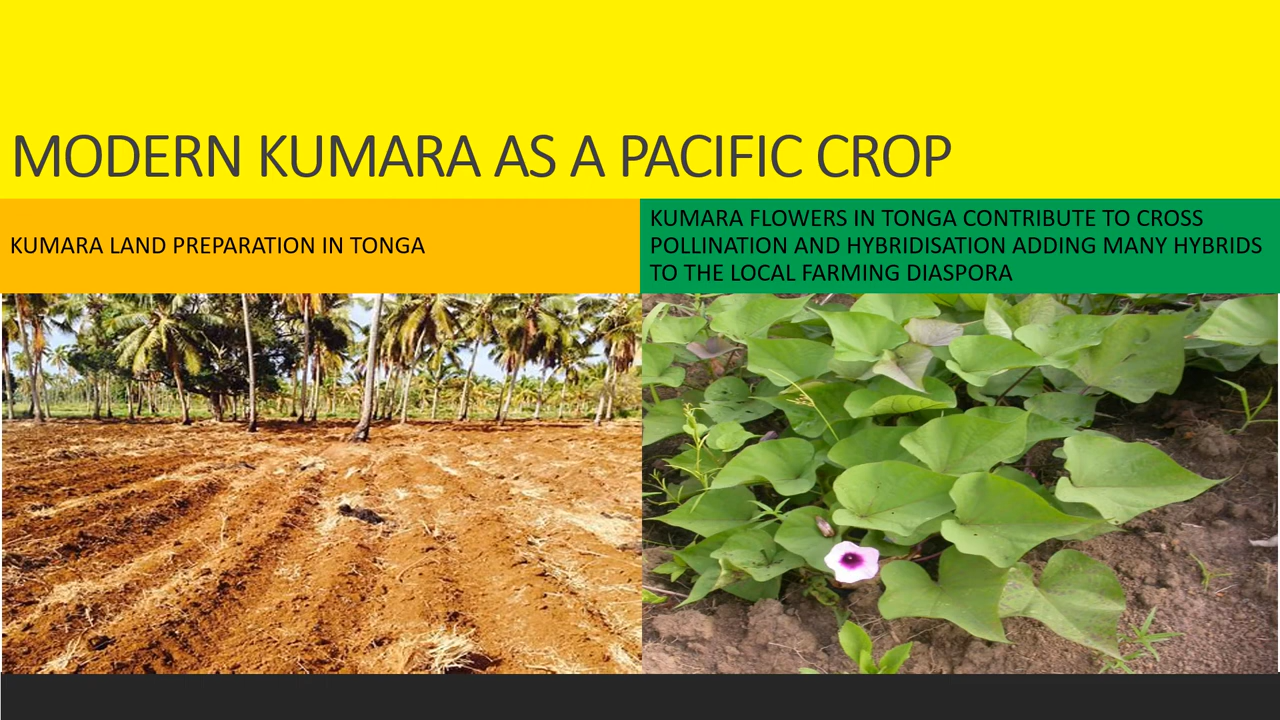 MODERN KUMARA AS A PACIFIC CROP
KUMARA LAND PREPARATION IN TONGA
KUMARA FLOWERS IN TONGA CONTRIBUTE TO CROSS
POLLINATION AND HYBRIDISATION ADDING MANY HYBRIDS
TO THE LOCAL FARMING DIASPORA